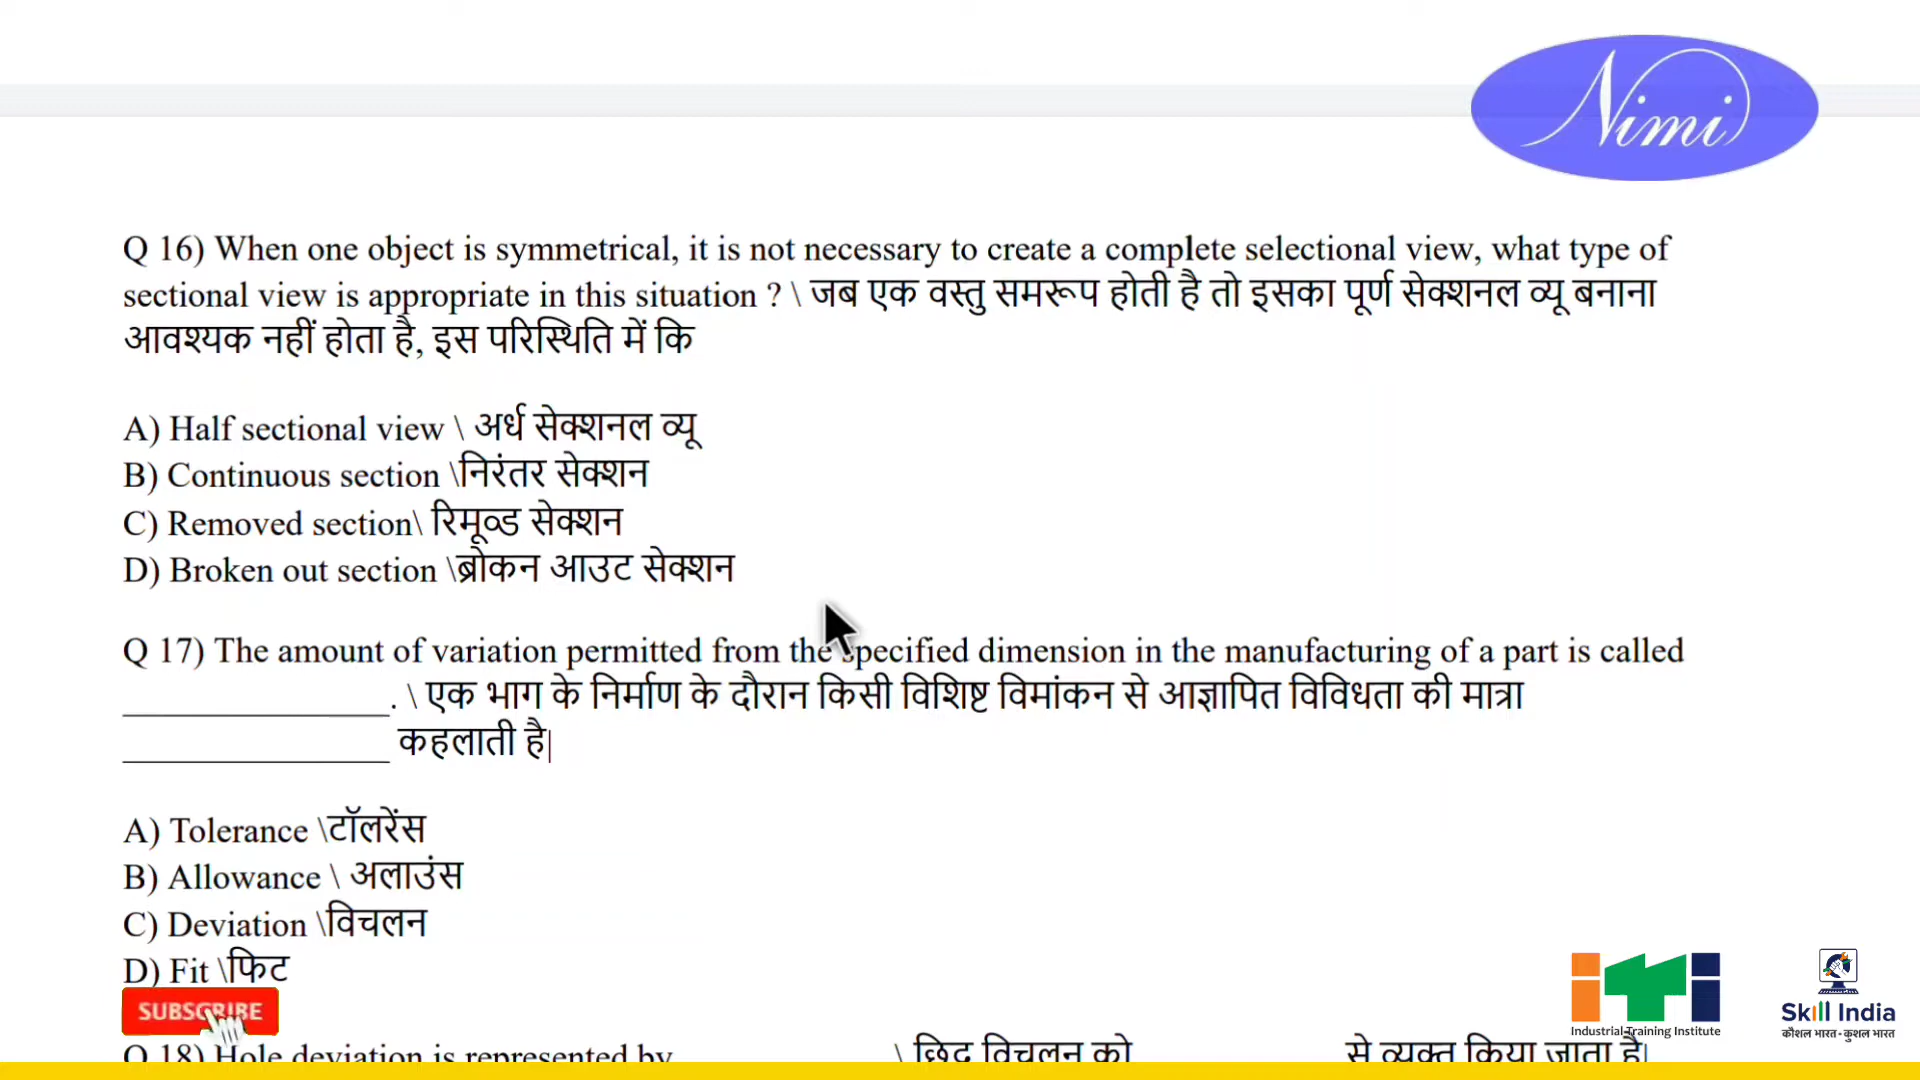 Nimi
Q 16) When one object is symmetrical, it is not necessary to create a complete selectional view, what type of
sectional view is appropriate in this situation ? \ जब एक वस्तु समरूप होती है तो इसका पूर्ण सेक्शनल व्यू बनाना
आवश्यक नहीं होता है, इस परिस्थिति में कि
A) Half sectional view \ अर्ध सेक्शनल व्यू
B) Continuous section \निरंतर सेक्शन
C) Removed section\ रिमूव्ड सेक्शन
D) Broken out section \ब्रोकन आउट सेक्शन
Q 17) The amount of variation permitted from the specified dimension in the manufacturing of a part is called
_______________. \ एक भाग के निर्माण के दौरान किसी विशिष्ट विमांकन से आज्ञापित विविधता की मात्रा
_______________ कहलाती है|
A) Tolerance \टॉलरेंस
B) Allowance \ अलाउंस
C) Deviation \विचलन
D) Fit \फिट
SUBSCRIBE
iTi
Industrial Training Institute
Skill India
कौशल भारत - कुशल भारत
Q 18) Hole deviation is represented by ____________ \ छिद्र विचलन को ____________ से व्यक्त किया जाता है|